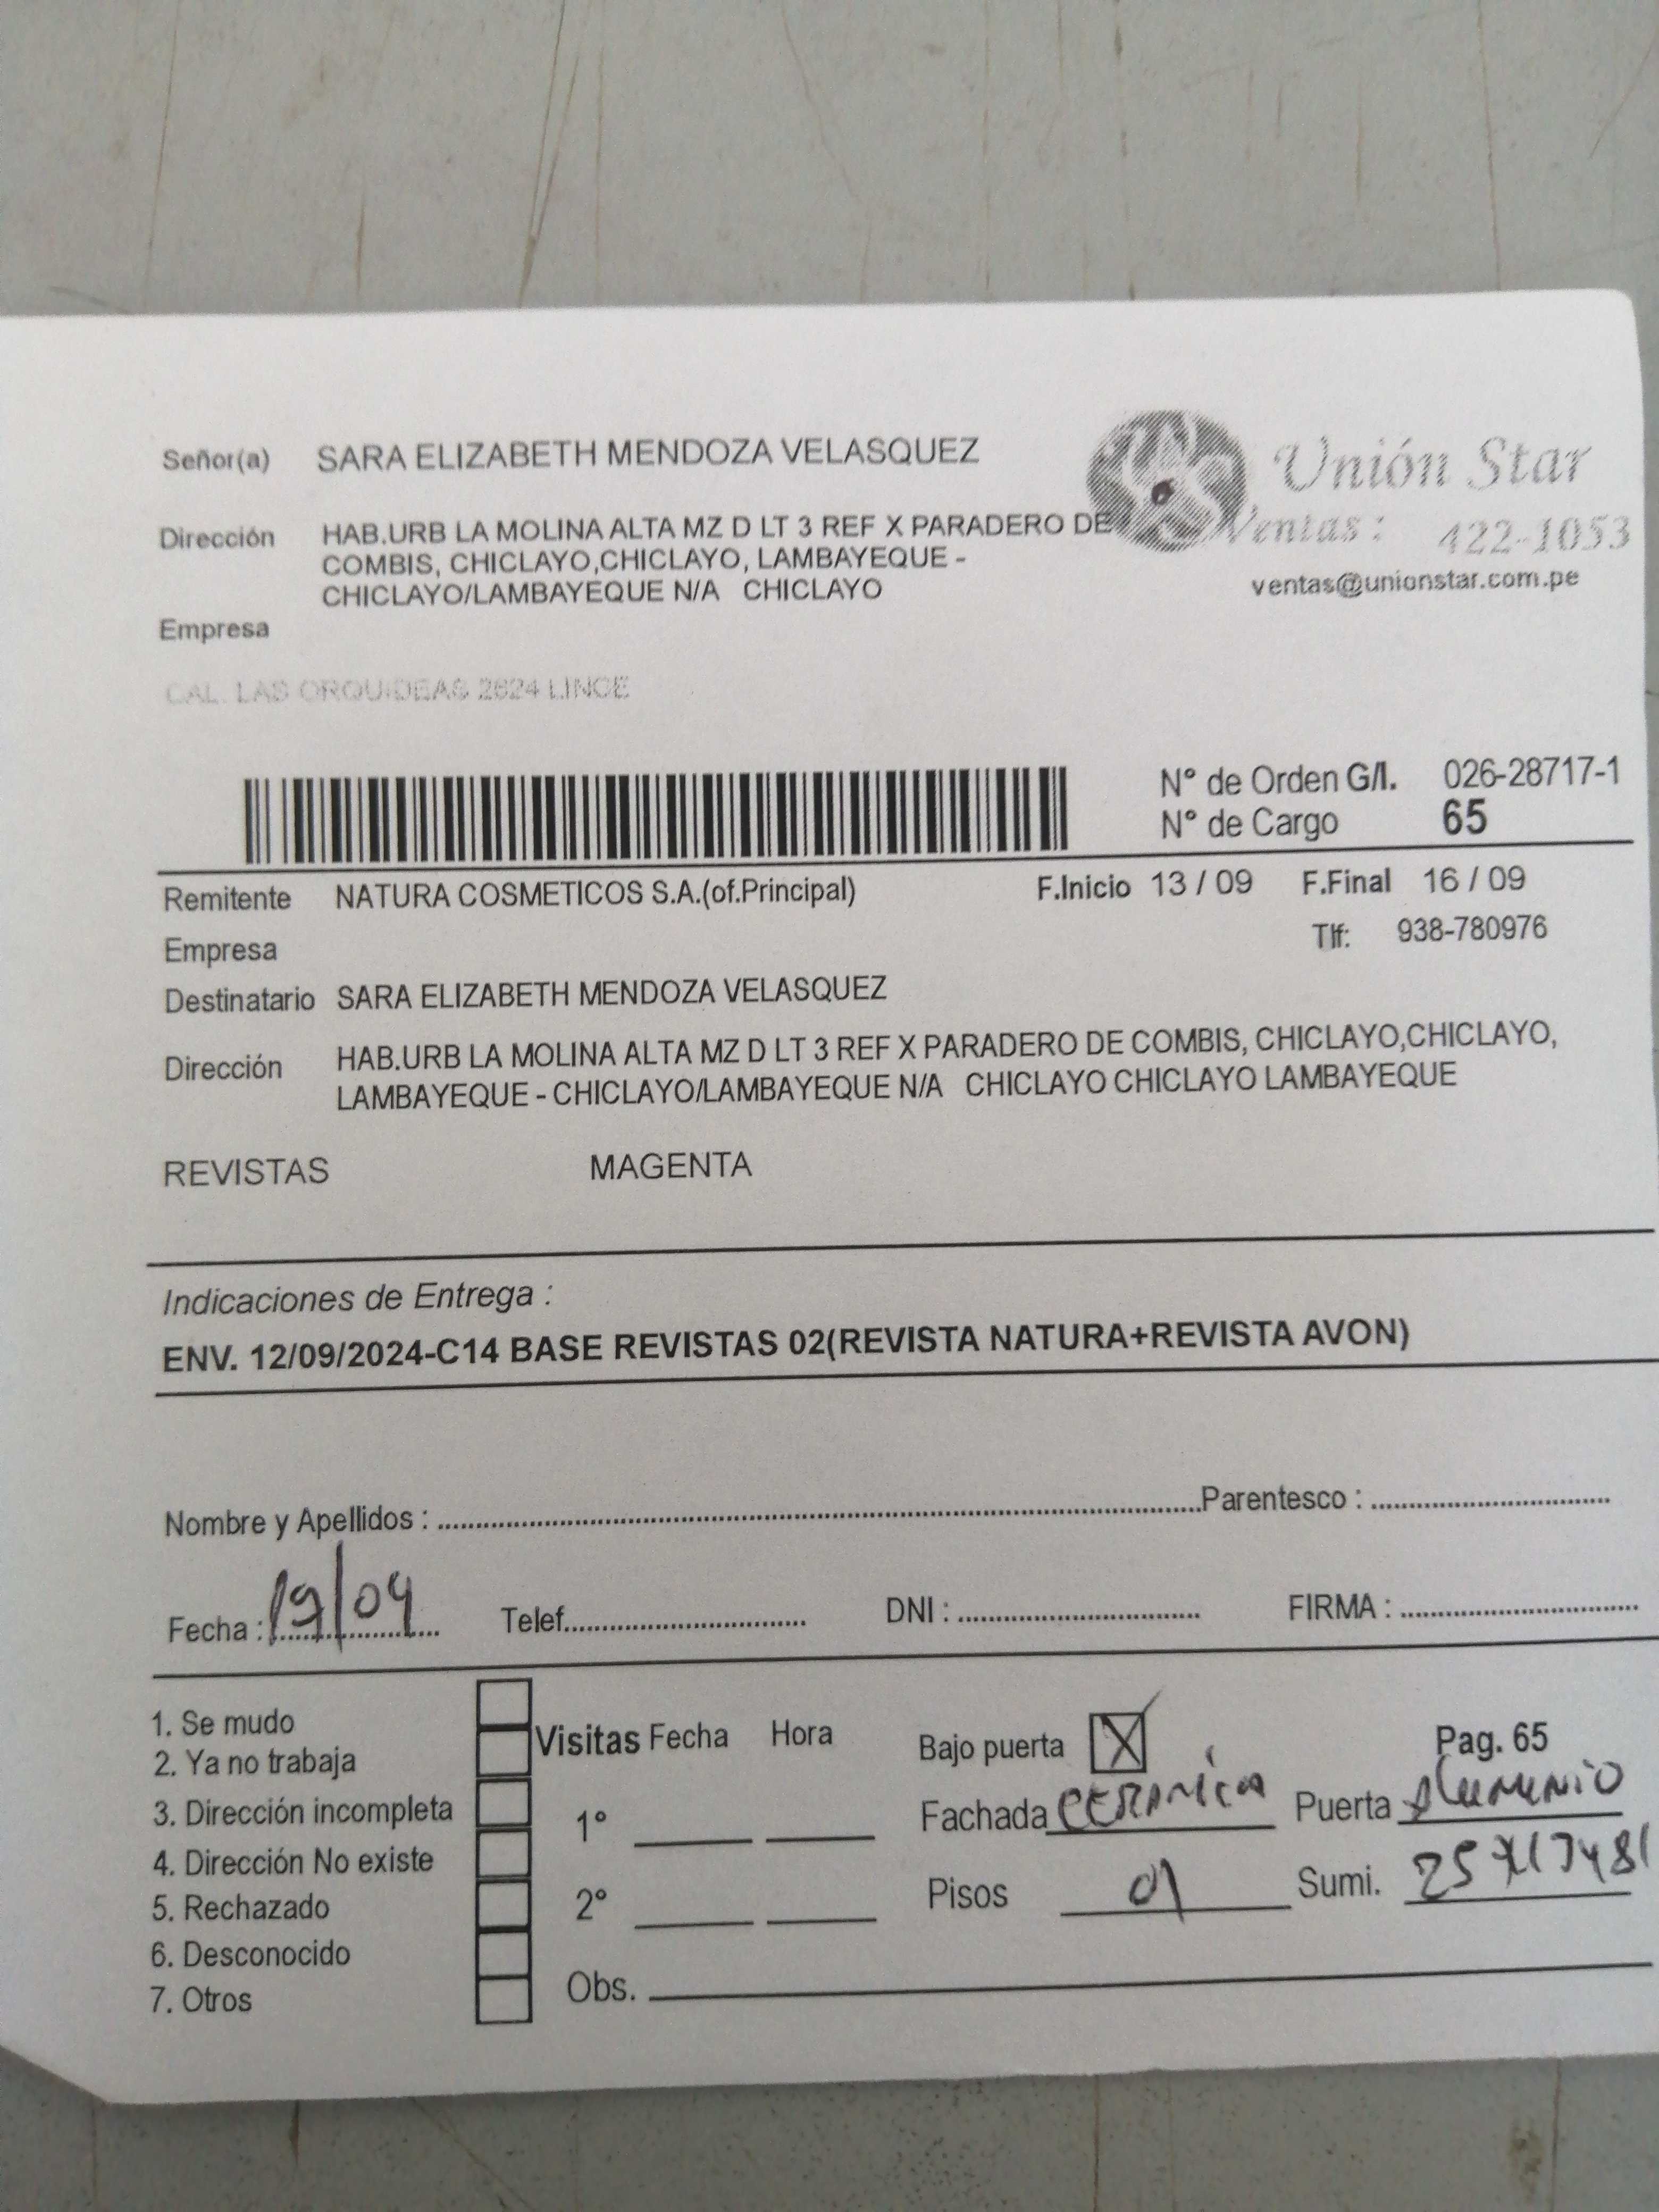 Señor(a) SARA ELIZABETH MENDOZA VELASQUEZ
Unión Star
Ventas : 422-1053
ventas@unionstar.com.pe
Dirección HAB.URB LA MOLINA ALTA MZ D LT 3 REF X PARADERO DE
COMBIS, CHICLAYO,CHICLAYO, LAMBAYEQUE -
CHICLAYO/LAMBAYEQUE N/A CHICLAYO
Empresa
CAL. LAS ORQUIDEAS 2624 LINCE
N° de Orden G/I. 026-28717-1
N° de Cargo 65
Remitente NATURA COSMETICOS S.A.(of.Principal) F.Inicio 13 / 09 F.Final 16 / 09
Empresa Tlf: 938-780976
Destinatario SARA ELIZABETH MENDOZA VELASQUEZ
Dirección HAB.URB LA MOLINA ALTA MZ D LT 3 REF X PARADERO DE COMBIS, CHICLAYO,CHICLAYO,
LAMBAYEQUE - CHICLAYO/LAMBAYEQUE N/A CHICLAYO CHICLAYO LAMBAYEQUE
REVISTAS MAGENTA
Indicaciones de Entrega :
ENV. 12/09/2024-C14 BASE REVISTAS 02(REVISTA NATURA+REVISTA AVON)
Nombre y Apellidos : Parentesco :
Fecha : 19/09 Telef. DNI : FIRMA :
1. Se mudo
2. Ya no trabaja
3. Dirección incompleta
4. Dirección No existe
5. Rechazado
6. Desconocido
7. Otros
Visitas Fecha Hora
1°
2°
Obs.
Bajo puerta X Pag. 65
Fachada CERAMICA Puerta Aluminio
Pisos 01 Sumi.